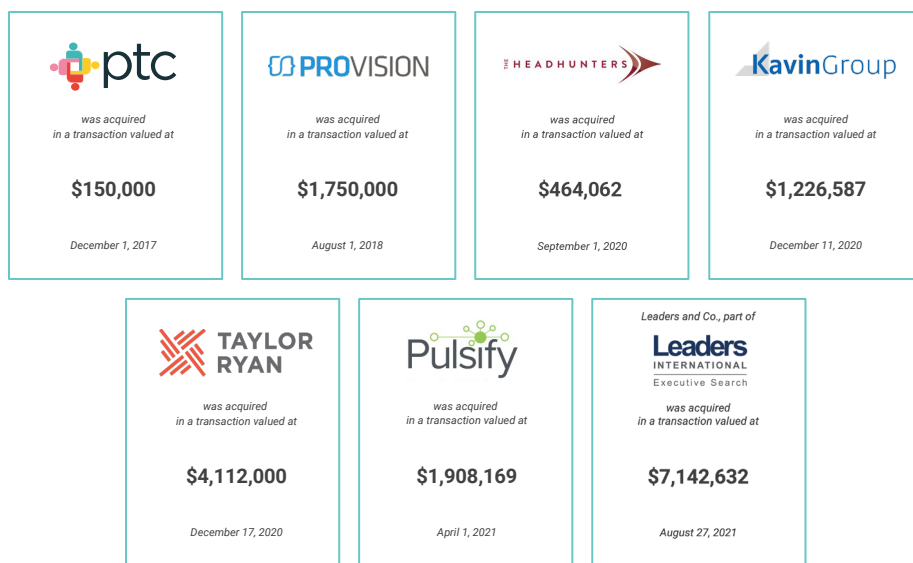 ptc
was acquired
in a transaction valued at
$150,000
December 1, 2017
PROVISION
was acquired
in a transaction valued at
$1,750,000
August 1, 2018
THE HEADHUNTERS
was acquired
in a transaction valued at
$464,062
September 1, 2020
KavinGroup
was acquired
in a transaction valued at
$1,226,587
December 11, 2020
TAYLOR
RYAN
was acquired
in a transaction valued at
$4,112,000
December 17, 2020
Pulsify
was acquired
in a transaction valued at
$1,908,169
April 1, 2021
Leaders and Co., part of
Leaders
INTERNATIONAL
Executive Search
was acquired
in a transaction valued at
$7,142,632
August 27, 2021